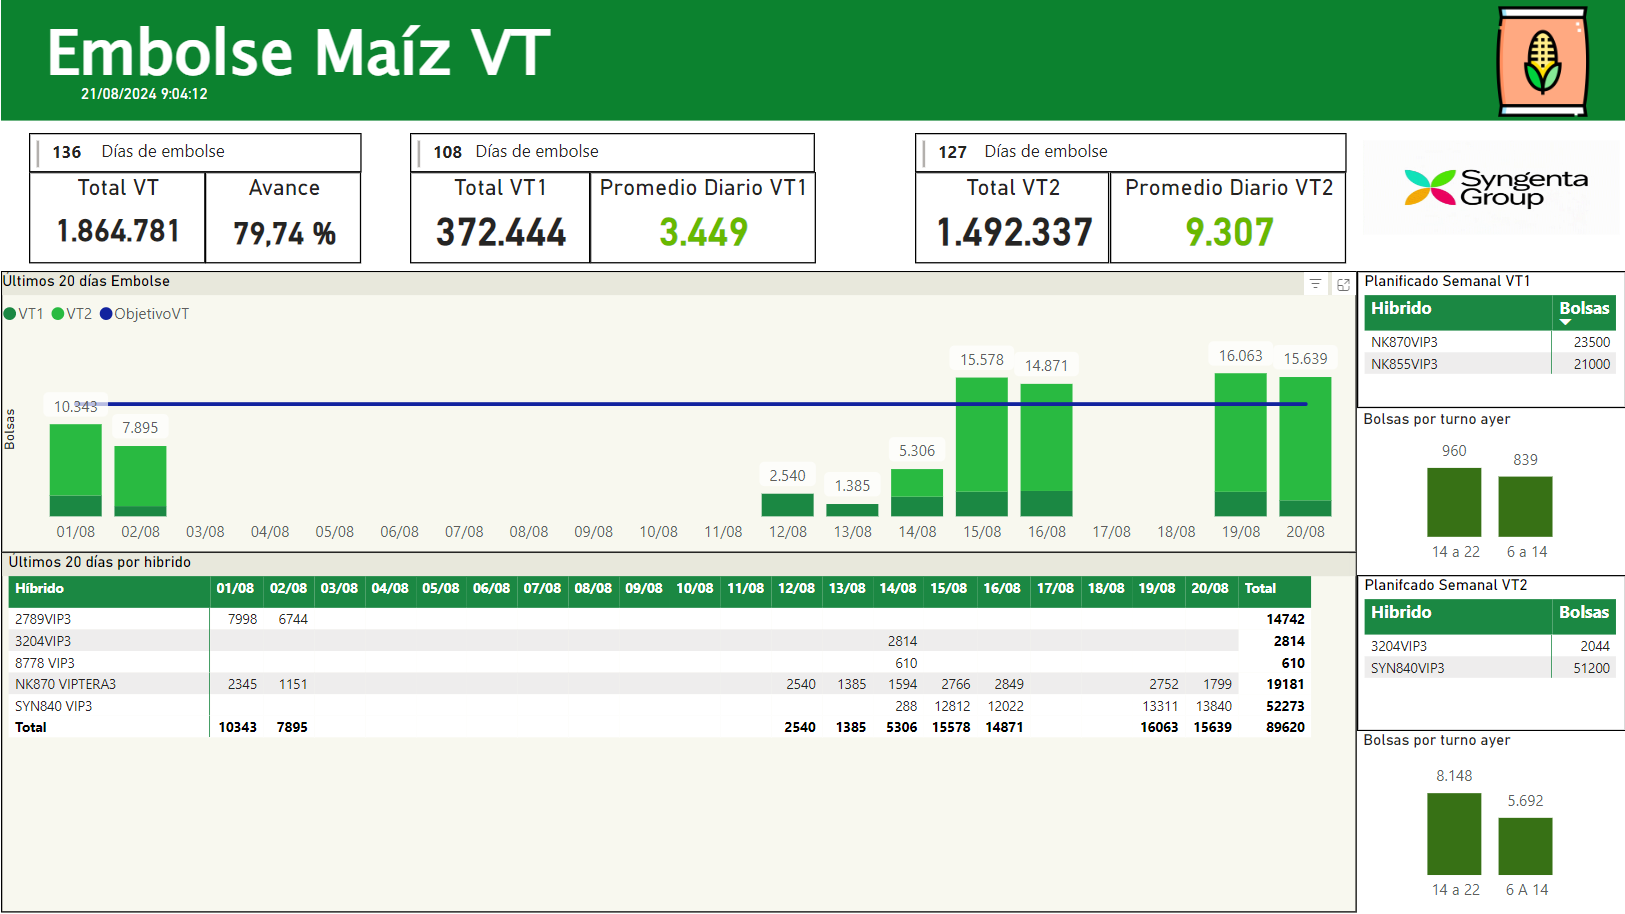 Embolse Maíz VT
21/08/2024 9:04:12
136 Días de embolse
Total VT Avance
1.864.781 79,74 %
108 Días de embolse
Total VT1 Promedio Diario VT1
372.444 3.449
127 Días de embolse
Total VT2 Promedio Diario VT2
1.492.337 9.307
Syngenta
Group
Últimos 20 días Embolse
VT1 VT2 ObjetivoVT
Bolsas
10.343 7.895 2.540 1.385 5.306 15.578 14.871 16.063 15.639
01/08 02/08 03/08 04/08 05/08 06/08 07/08 08/08 09/08 10/08 11/08 12/08 13/08 14/08 15/08 16/08 17/08 18/08 19/08 20/08
Últimos 20 días por hibrido
Híbrido 01/08 02/08 03/08 04/08 05/08 06/08 07/08 08/08 09/08 10/08 11/08 12/08 13/08 14/08 15/08 16/08 17/08 18/08 19/08 20/08 Total
2789VIP3 7998 6744 14742
3204VIP3 2814 2814
8778 VIP3 610 610
NK870 VIPTERA3 2345 1151 2540 1385 1594 2766 2849 2752 1799 19181
SYN840 VIP3 288 12812 12022 13311 13840 52273
Total 10343 7895 2540 1385 5306 15578 14871 16063 15639 89620
Planificado Semanal VT1
Hibrido Bolsas
NK870VIP3 23500
NK855VIP3 21000
Bolsas por turno ayer
960 839
14 a 22 6 a 14
Planifcado Semanal VT2
Hibrido Bolsas
3204VIP3 2044
SYN840VIP3 51200
Bolsas por turno ayer
8.148 5.692
14 a 22 6 A 14